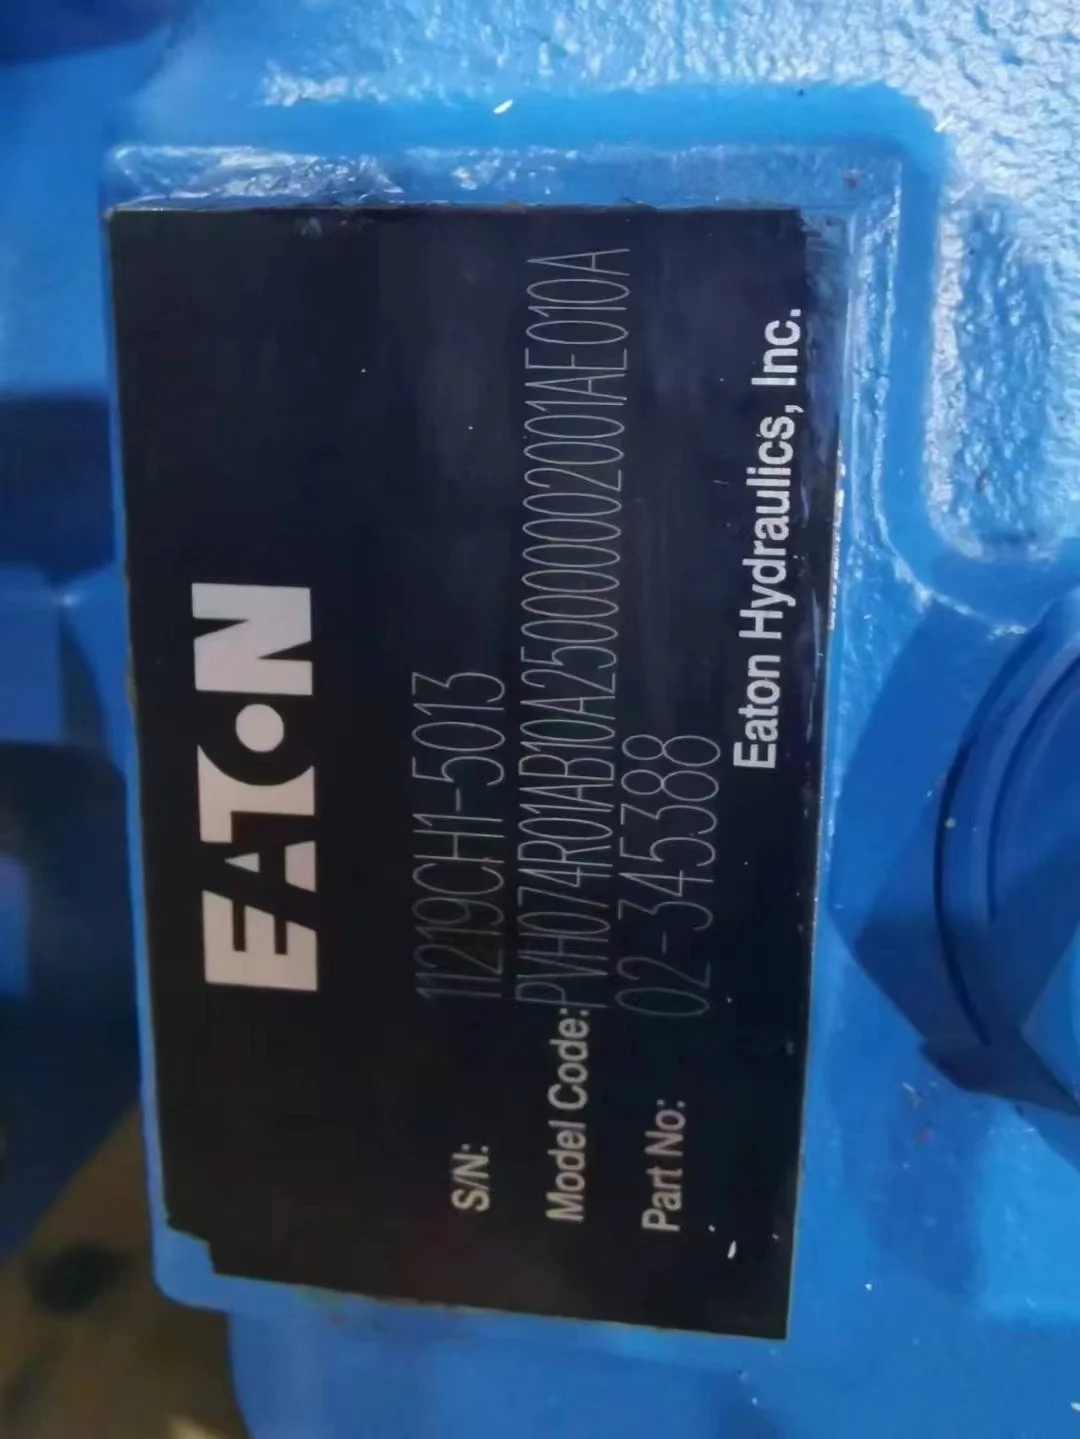 EATON
S/N: 11219CH1-5013
Model Code: PVH074R01AB10A250000002001AE010A
Part No: 02-345388
Eaton Hydraulics, Inc.